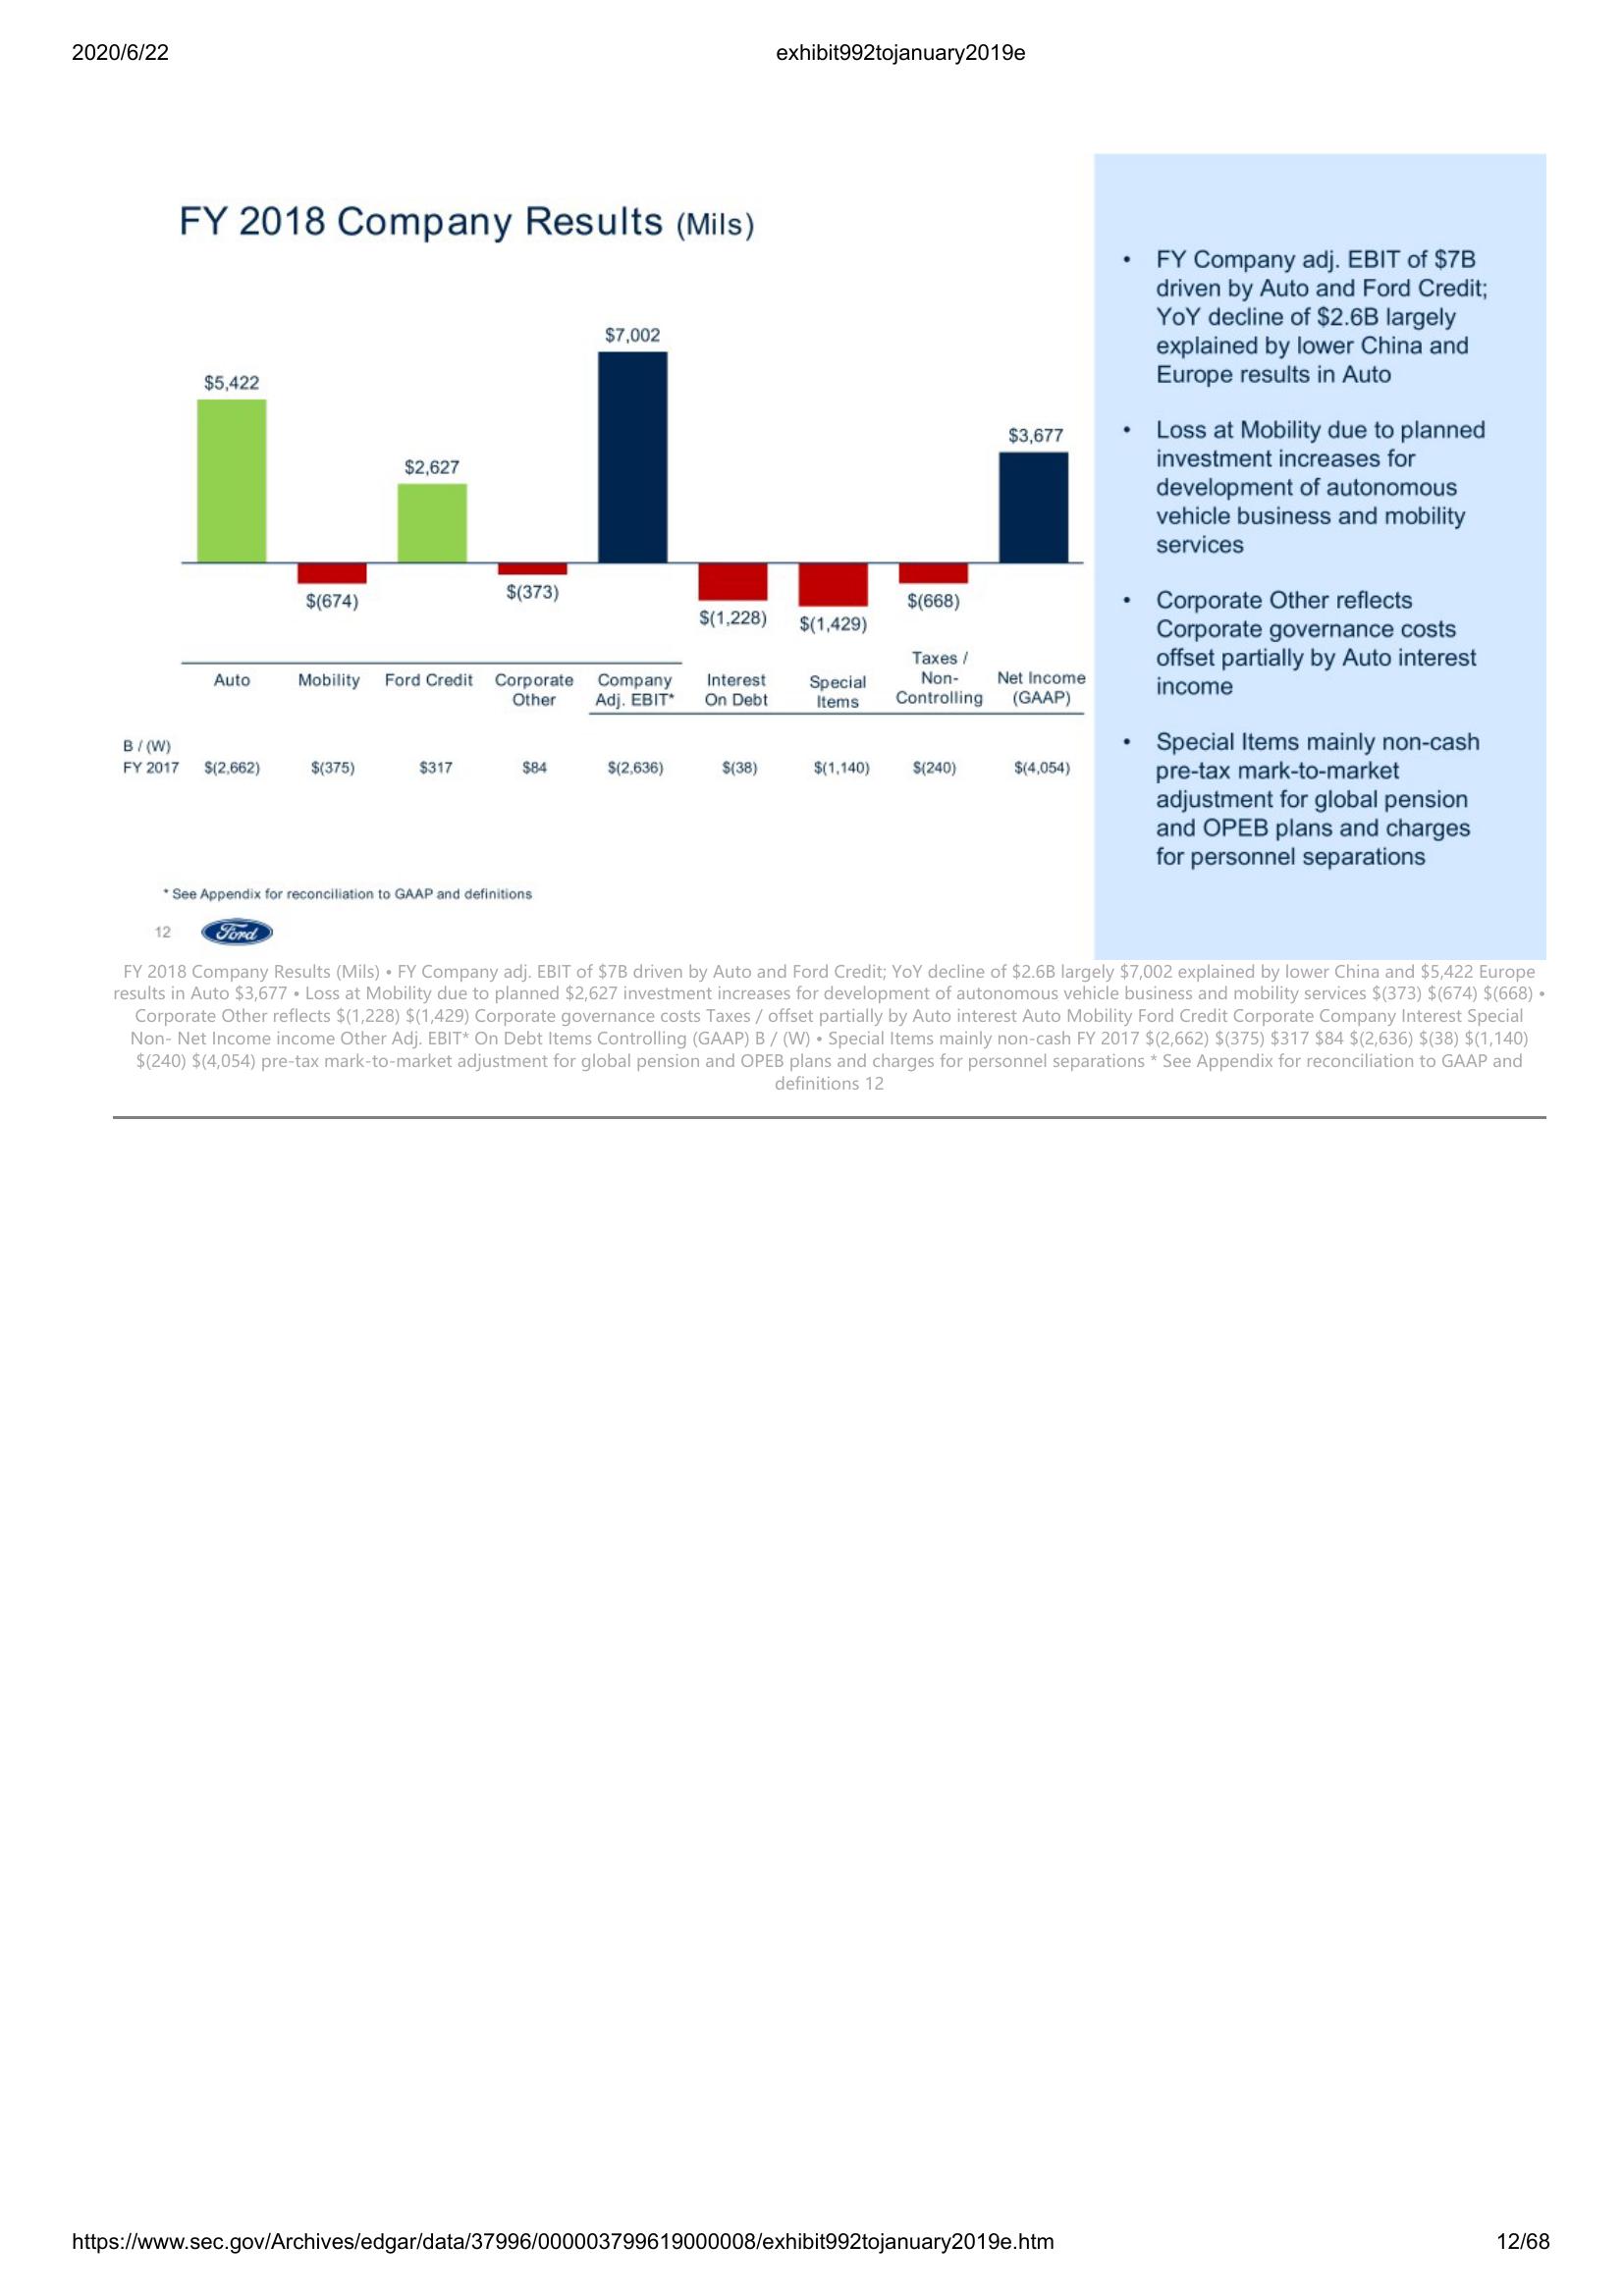 2020/6/22 exhibit992tojanuary2019e
FY 2018 Company Results (Mils)
$7,002
$5,422
$3,677
$2,627
$(373)
$(674)
$(668)
$(1,228)
$(1,429)
Auto Mobility Ford Credit Corporate Other Company Adj. EBIT* Interest On Debt Special Items Taxes / Non- Controlling Net Income (GAAP)
B / (W)
FY 2017 $(2,662) $(375) $317 $84 $(2,636) $(38) $(1,140) $(240) $(4,054)
• FY Company adj. EBIT of $7B
driven by Auto and Ford Credit;
YoY decline of $2.6B largely
explained by lower China and
Europe results in Auto
• Loss at Mobility due to planned
investment increases for
development of autonomous
vehicle business and mobility
services
• Corporate Other reflects
Corporate governance costs
offset partially by Auto interest
income
• Special Items mainly non-cash
pre-tax mark-to-market
adjustment for global pension
and OPEB plans and charges
for personnel separations
* See Appendix for reconciliation to GAAP and definitions
12 Ford
FY 2018 Company Results (Mils) • FY Company adj. EBIT of $7B driven by Auto and Ford Credit; YoY decline of $2.6B largely $7,002 explained by lower China and $5,422 Europe
results in Auto $3,677 • Loss at Mobility due to planned $2,627 investment increases for development of autonomous vehicle business and mobility services $(373) $(674) $(668) •
Corporate Other reflects $(1,228) $(1,429) Corporate governance costs Taxes / offset partially by Auto interest Auto Mobility Ford Credit Corporate Company Interest Special
Non- Net Income income Other Adj. EBIT* On Debt Items Controlling (GAAP) B / (W) • Special Items mainly non-cash FY 2017 $(2,662) $(375) $317 $84 $(2,636) $(38) $(1,140)
$(240) $(4,054) pre-tax mark-to-market adjustment for global pension and OPEB plans and charges for personnel separations * See Appendix for reconciliation to GAAP and
definitions 12
https://www.sec.gov/Archives/edgar/data/37996/000003799619000008/exhibit992tojanuary2019e.htm 12/68